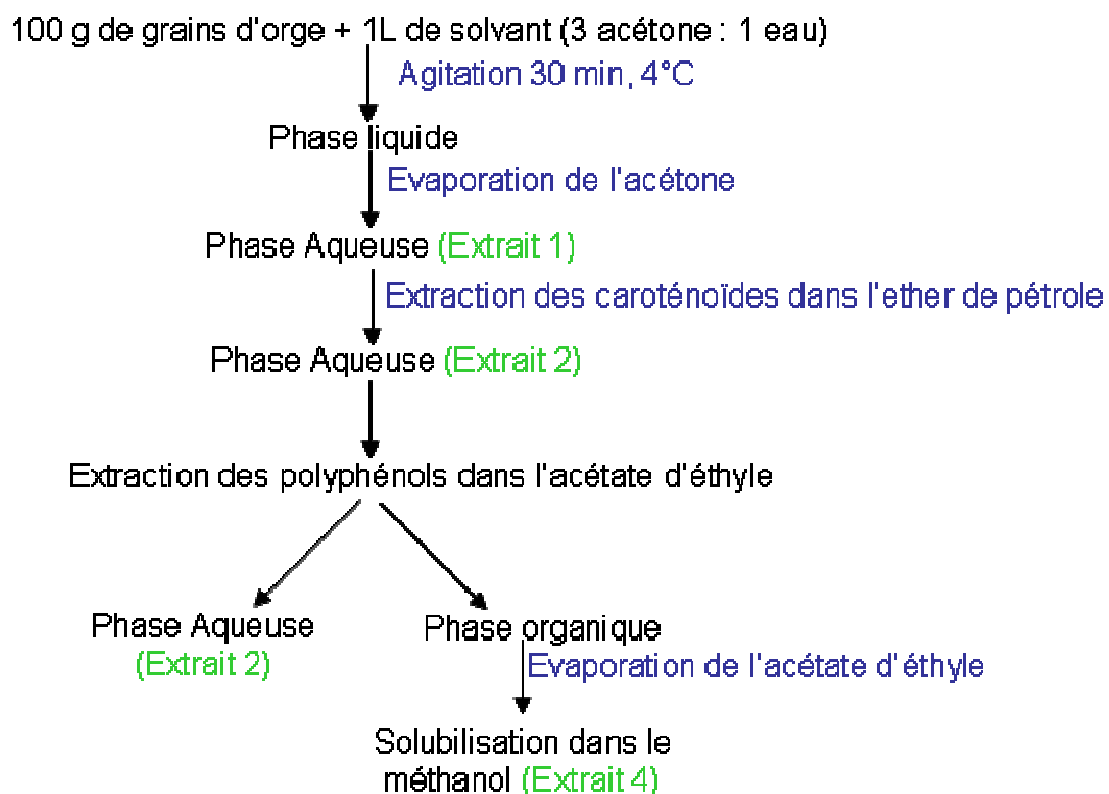 100 g de grains d'orge + 1L de solvant (3 acétone : 1 eau)
Agitation 30 min, 4°C
Phase liquide
Evaporation de l'acétone
Phase Aqueuse (Extrait 1)
Extraction des caroténoïdes dans l'ether de pétrole
Phase Aqueuse (Extrait 2)
Extraction des polyphénols dans l'acétate d'éthyle
Phase Aqueuse
(Extrait 2)
Phase organique
Evaporation de l'acétate d'éthyle
Solubilisation dans le
méthanol (Extrait 4)